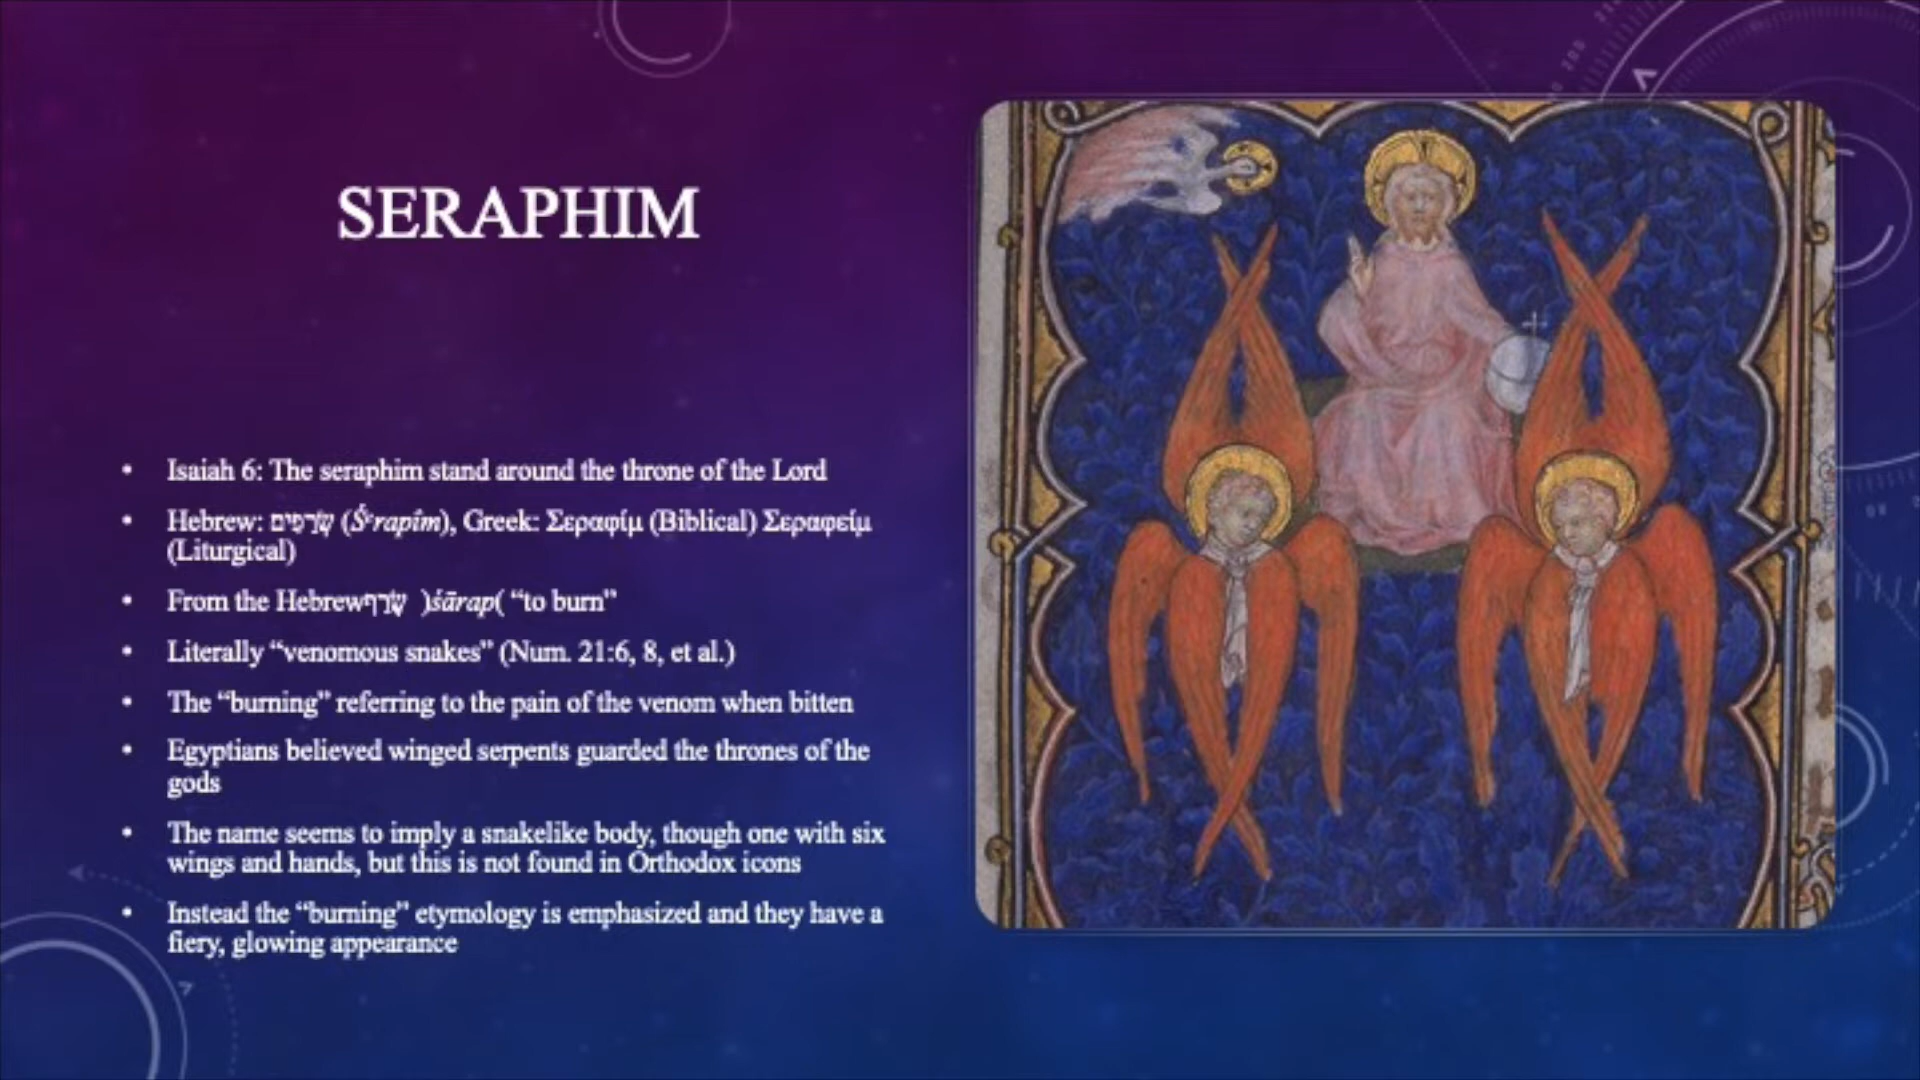 SERAPHIM
• Isaiah 6: The seraphim stand around the throne of the Lord
• Hebrew: שְׂרָפִים (Śᵉrapîm), Greek: Σεραφίμ (Biblical) Σεραφείμ
(Liturgical)
• From the Hebrewשָׂרַף )śārap( “to burn”
• Literally “venomous snakes” (Num. 21:6, 8, et al.)
• The “burning” referring to the pain of the venom when bitten
• Egyptians believed winged serpents guarded the thrones of the
gods
• The name seems to imply a snakelike body, though one with six
wings and hands, but this is not found in Orthodox icons
• Instead the “burning” etymology is emphasized and they have a
fiery, glowing appearance